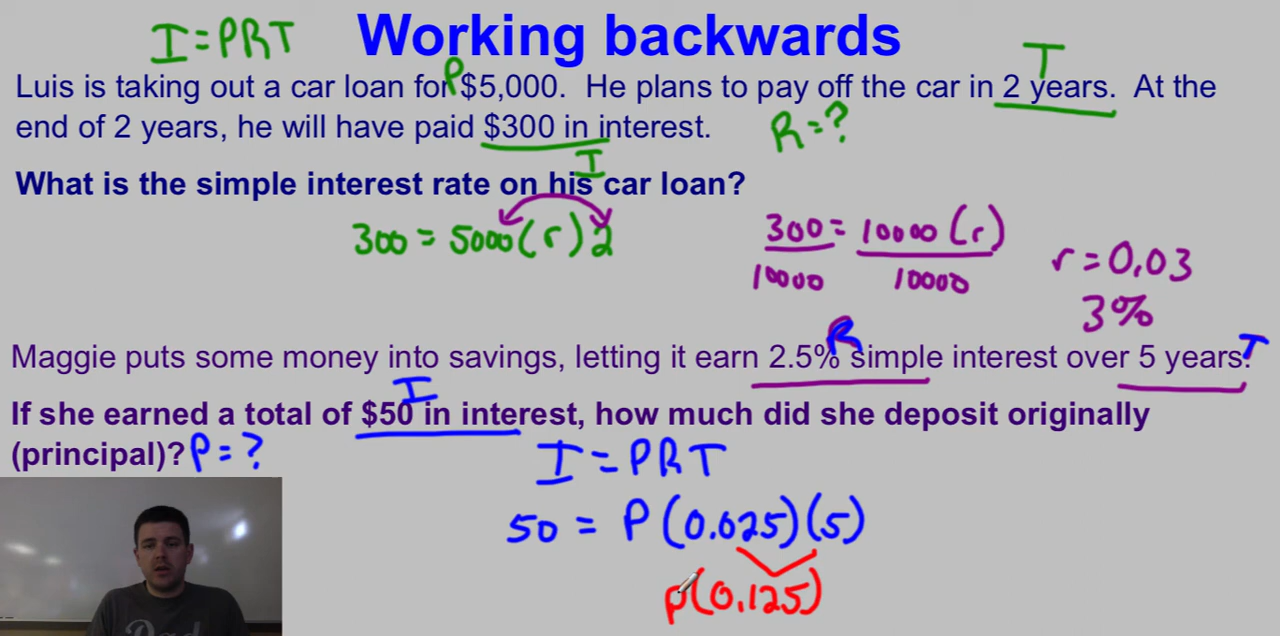 I = PRT Working backwards
T
Luis is taking out a car loan for P $5,000. He plans to pay off the car in 2 years. At the
end of 2 years, he will have paid $300 in interest. R = ?
I
What is the simple interest rate on his car loan?
300 = 5000 (r) 2
300 = 10000 (r)
10000 10000
r = 0.03
3%
R
Maggie puts some money into savings, letting it earn 2.5% simple interest over 5 years. T
I
If she earned a total of $50 in interest, how much did she deposit originally
(principal)? P = ?
I = PRT
50 = P (0.025) (5)
P(0.125)
Dad